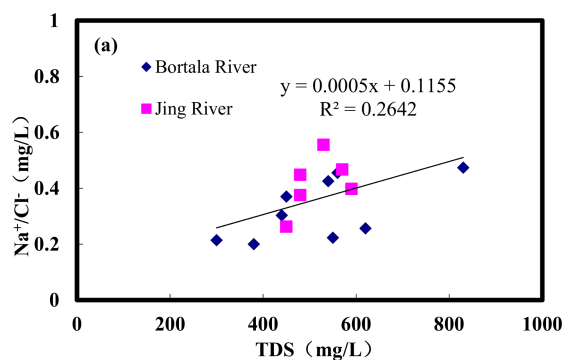 (a)
Bortala River
Jing River
y = 0.0005x + 0.1155
R² = 0.2642
Na⁺/Cl⁻（mg/L）
1
0.8
0.6
0.4
0.2
0
0 200 400 600 800 1000
TDS（mg/L）